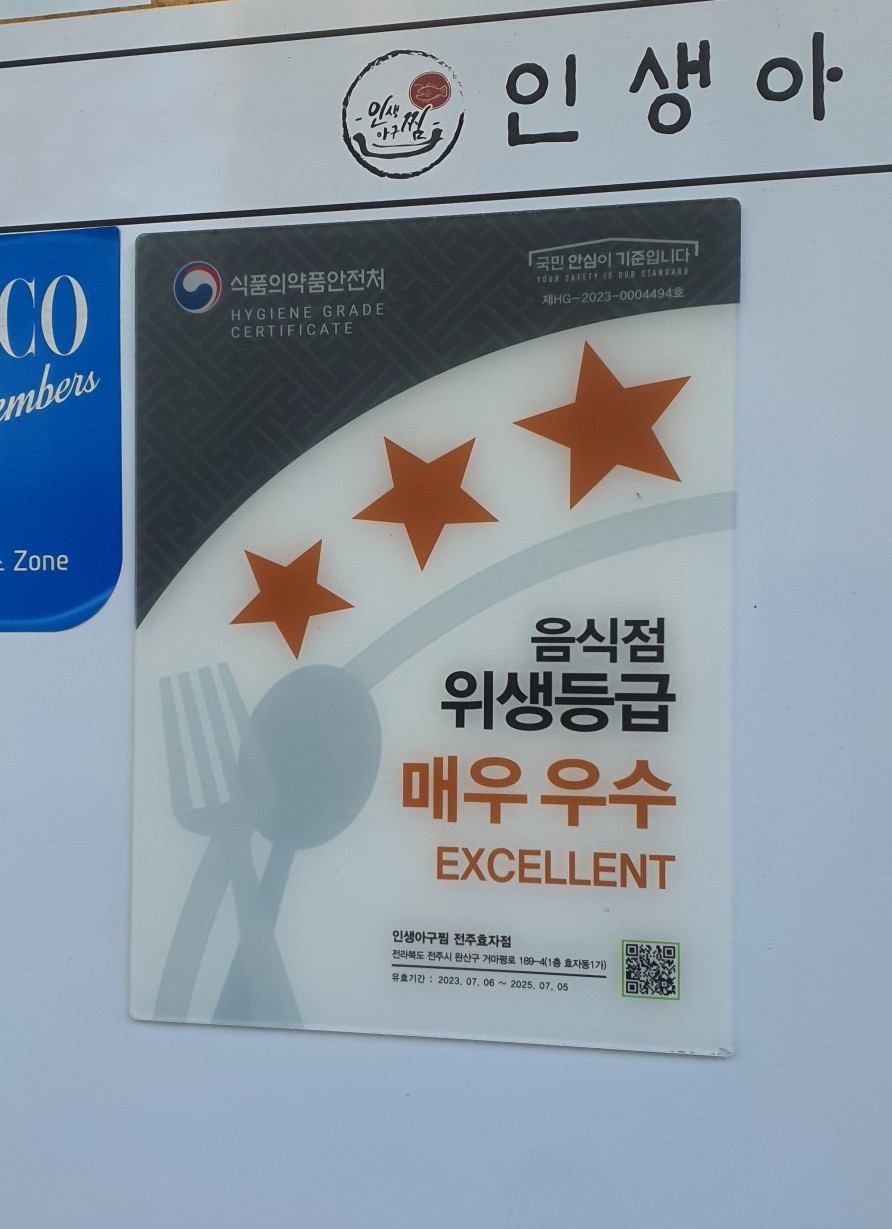 인생
아구찜
인생아
CO
embers
Zone
식품의약품안전처
HYGIENE GRADE
CERTIFICATE
국민 안심이 기준입니다
YOUR SAFETY IS OUR STANDARD
제HG-2023-0004494호
음식점
위생등급
매우 우수
EXCELLENT
인생아구찜 전주효자점
전라북도 전주시 완산구 거마평로 189-4(1층 효자동1가)
유효기간 : 2023. 07. 06 ~ 2025. 07. 05